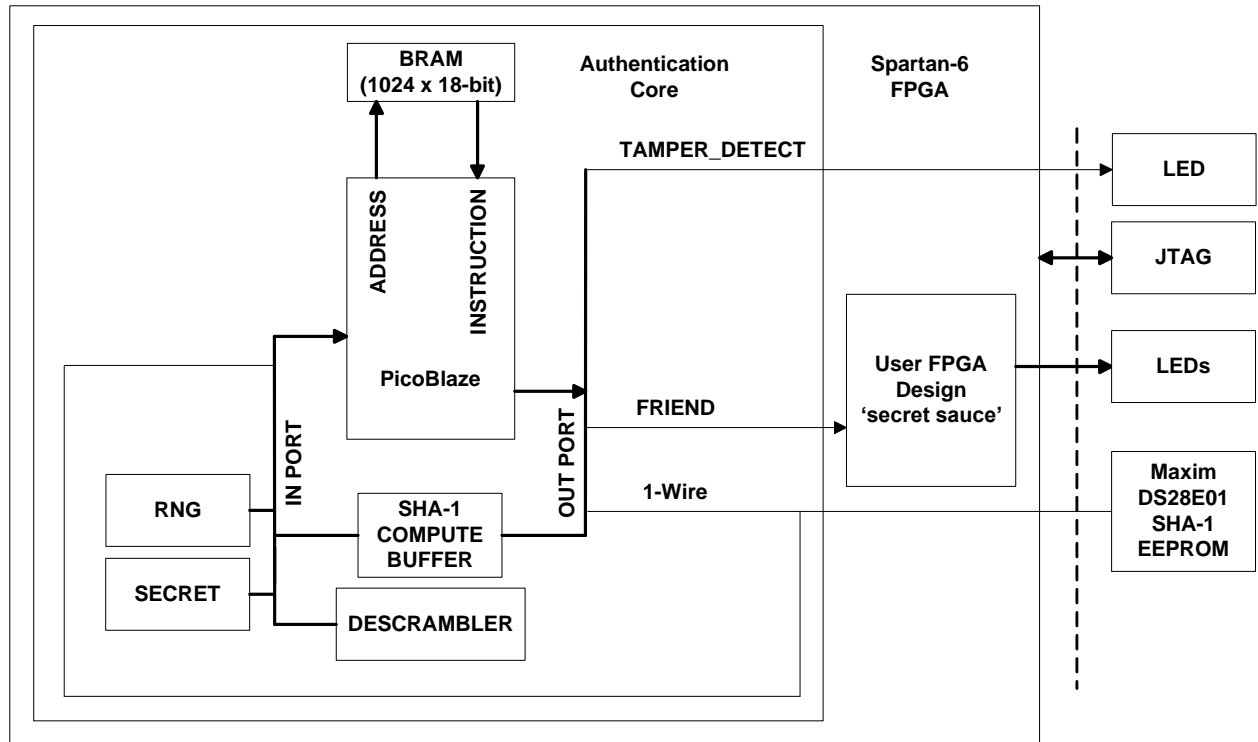 BRAM
(1024 x 18-bit)
Authentication
Core
Spartan-6
FPGA
TAMPER_DETECT
LED
ADDRESS
INSTRUCTION
JTAG
PicoBlaze
User FPGA
Design
‘secret sauce’
LEDs
FRIEND
IN PORT
OUT PORT
1-Wire
Maxim
DS28E01
SHA-1
EEPROM
RNG
SHA-1
COMPUTE
BUFFER
SECRET
DESCRAMBLER